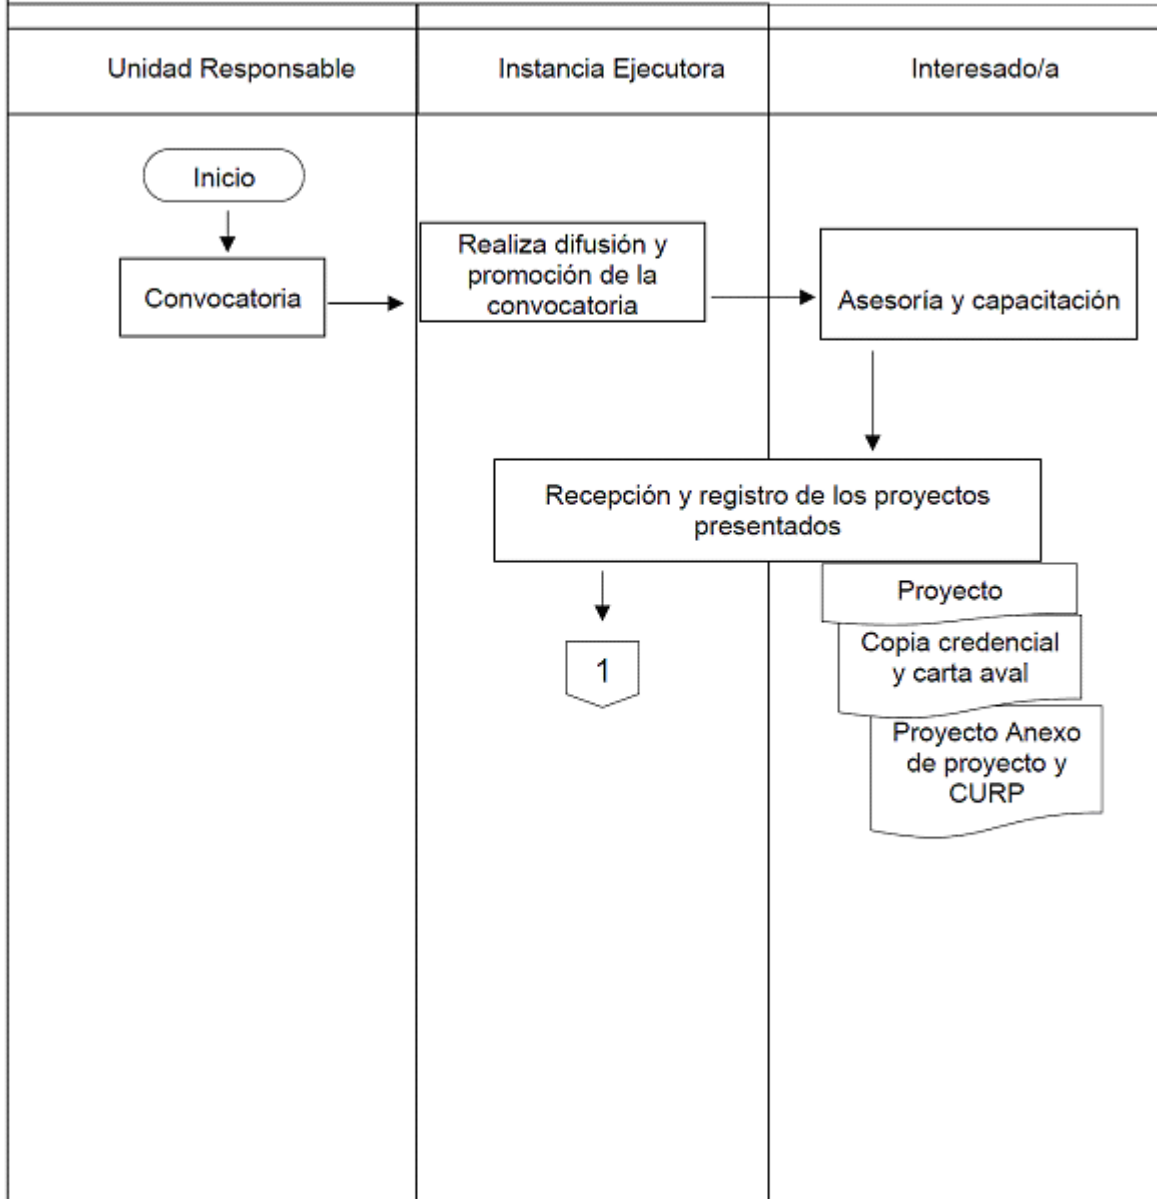 Unidad Responsable
Instancia Ejecutora
Interesado/a
Inicio
Convocatoria
Realiza difusión y
promoción de la
convocatoria
Asesoría y capacitación
Recepción y registro de los proyectos
presentados
Proyecto
Copia credencial
y carta aval
Proyecto Anexo
de proyecto y
CURP
1